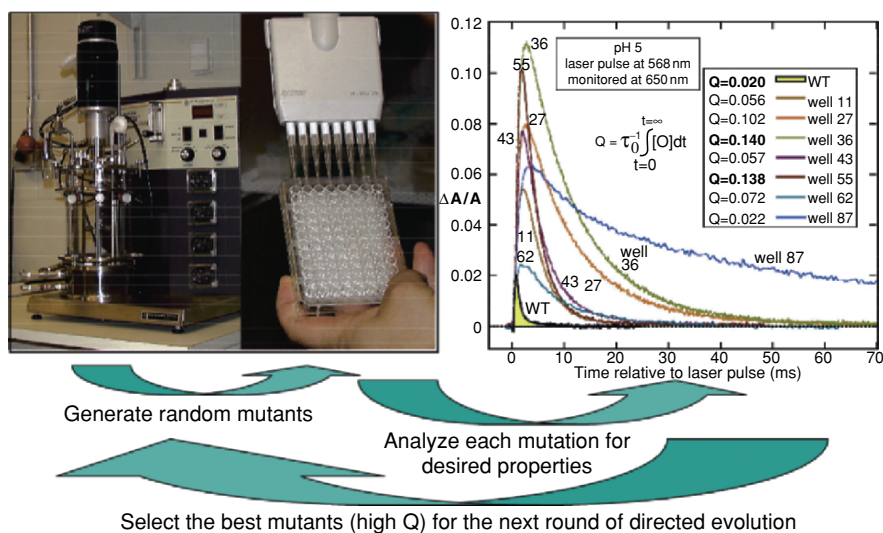 0.12
0.10
0.08
0.06
ΔA/A
0.04
0.02
0
0
10
20
30
40
50
60
70
Time relative to laser pulse (ms)
pH 5
laser pulse at 568 nm
monitored at 650 nm
Q = τ₀⁻¹ ∫ [O]dt
t=∞
t=0
Q=0.020 WT
Q=0.056 well 11
Q=0.102 well 27
Q=0.140 well 36
Q=0.057 well 43
Q=0.138 well 55
Q=0.072 well 62
Q=0.022 well 87
36
55
27
43
11
62
WT
43
27
well
36
well 87
Generate random mutants
Analyze each mutation for
desired properties
Select the best mutants (high Q) for the next round of directed evolution